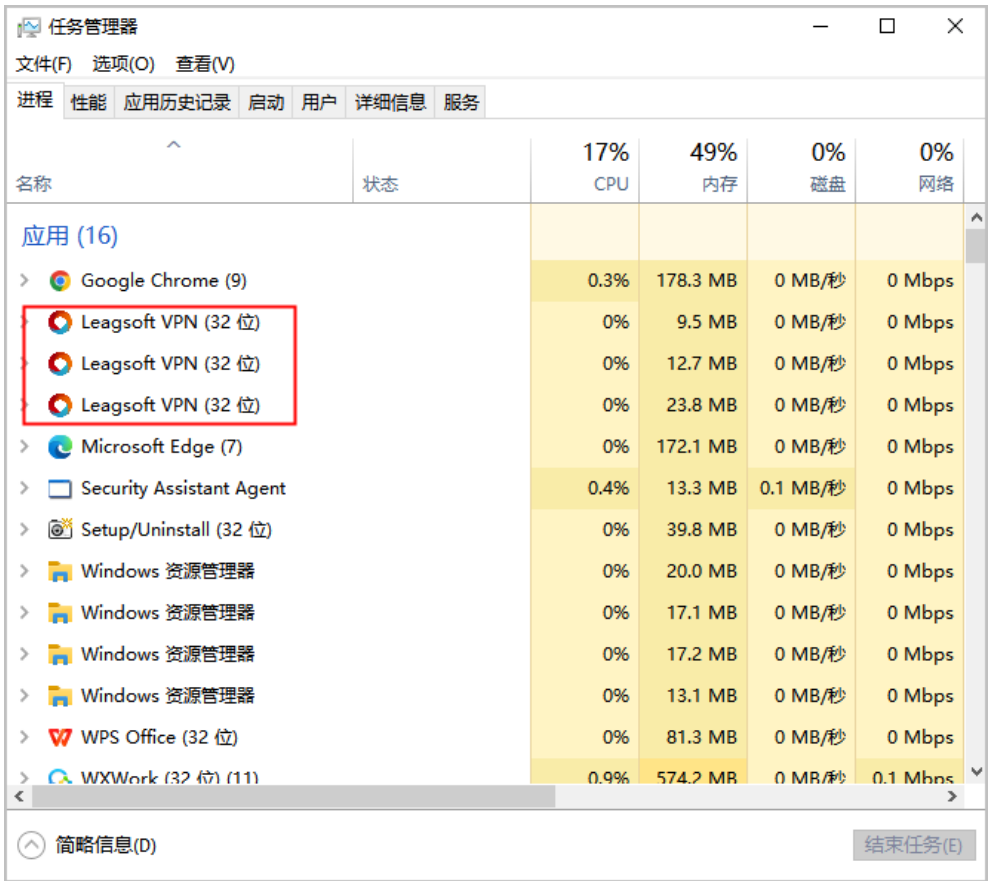 任务管理器
文件(F) 选项(O) 查看(V)
进程 性能 应用历史记录 启动 用户 详细信息 服务
17% 49% 0% 0%
名称 状态 CPU 内存 磁盘 网络
应用 (16)
Google Chrome (9) 0.3% 178.3 MB 0 MB/秒 0 Mbps
Leagsoft VPN (32 位) 0% 9.5 MB 0 MB/秒 0 Mbps
Leagsoft VPN (32 位) 0% 12.7 MB 0 MB/秒 0 Mbps
Leagsoft VPN (32 位) 0% 23.8 MB 0 MB/秒 0 Mbps
Microsoft Edge (7) 0% 172.1 MB 0 MB/秒 0 Mbps
Security Assistant Agent 0.4% 13.3 MB 0.1 MB/秒 0 Mbps
Setup/Uninstall (32 位) 0% 39.8 MB 0 MB/秒 0 Mbps
Windows 资源管理器 0% 20.0 MB 0 MB/秒 0 Mbps
Windows 资源管理器 0% 17.1 MB 0 MB/秒 0 Mbps
Windows 资源管理器 0% 17.2 MB 0 MB/秒 0 Mbps
Windows 资源管理器 0% 13.1 MB 0 MB/秒 0 Mbps
WPS Office (32 位) 0% 81.3 MB 0 MB/秒 0 Mbps
WXWork (32 位) (11) 0.9% 574.2 MB 0 MB/秒 0.1 Mbps
简略信息(D) 结束任务(E)